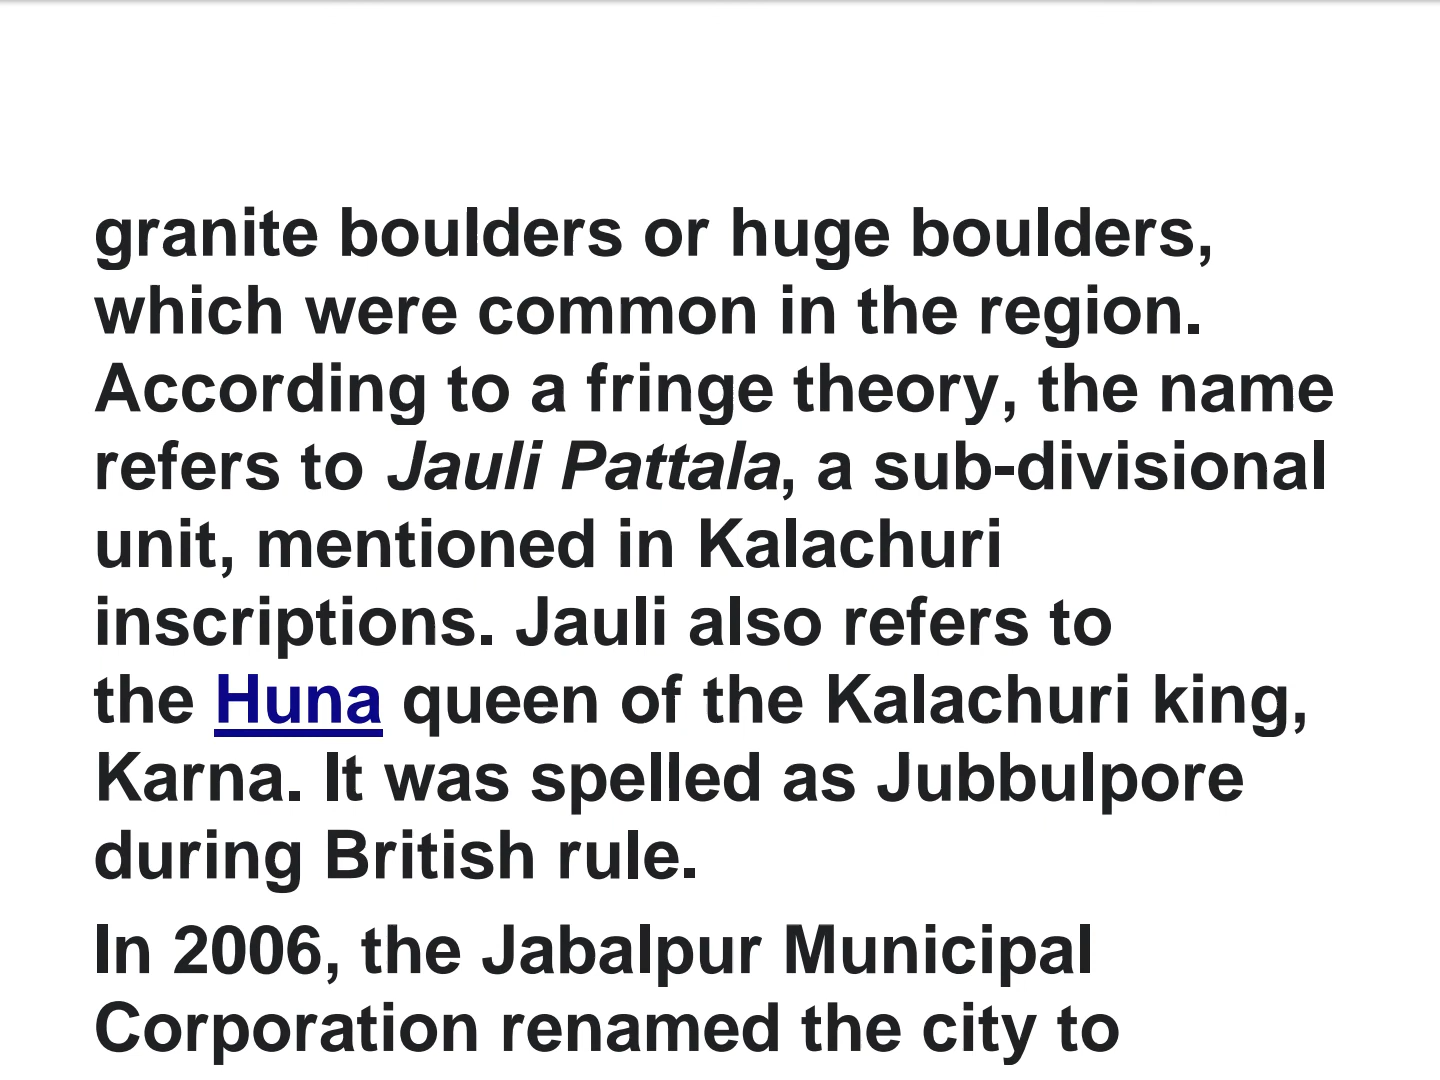 granite boulders or huge boulders,
which were common in the region.
According to a fringe theory, the name
refers to Jauli Pattala, a sub-divisional
unit, mentioned in Kalachuri
inscriptions. Jauli also refers to
the Huna queen of the Kalachuri king,
Karna. It was spelled as Jubbulpore
during British rule.
In 2006, the Jabalpur Municipal
Corporation renamed the city to